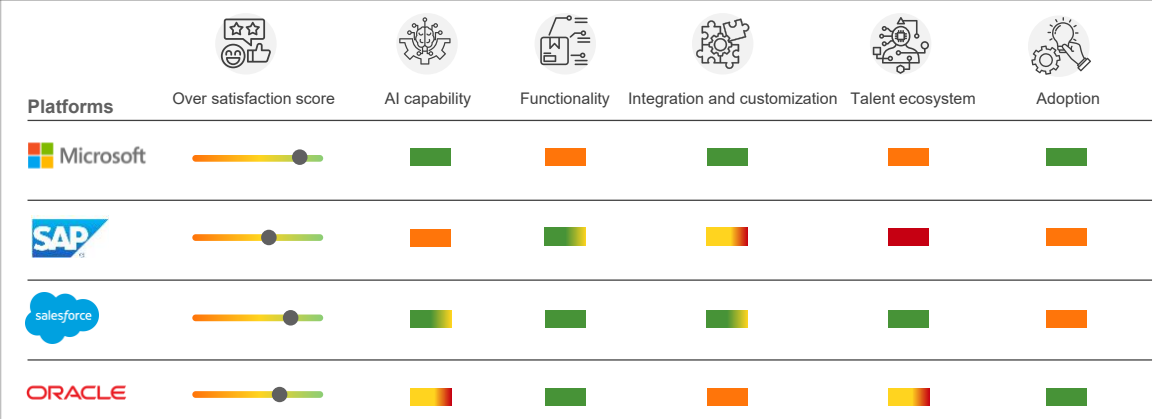 Platforms
Over satisfaction score
AI capability
Functionality
Integration and customization
Talent ecosystem
Adoption
Microsoft
SAP
salesforce
ORACLE